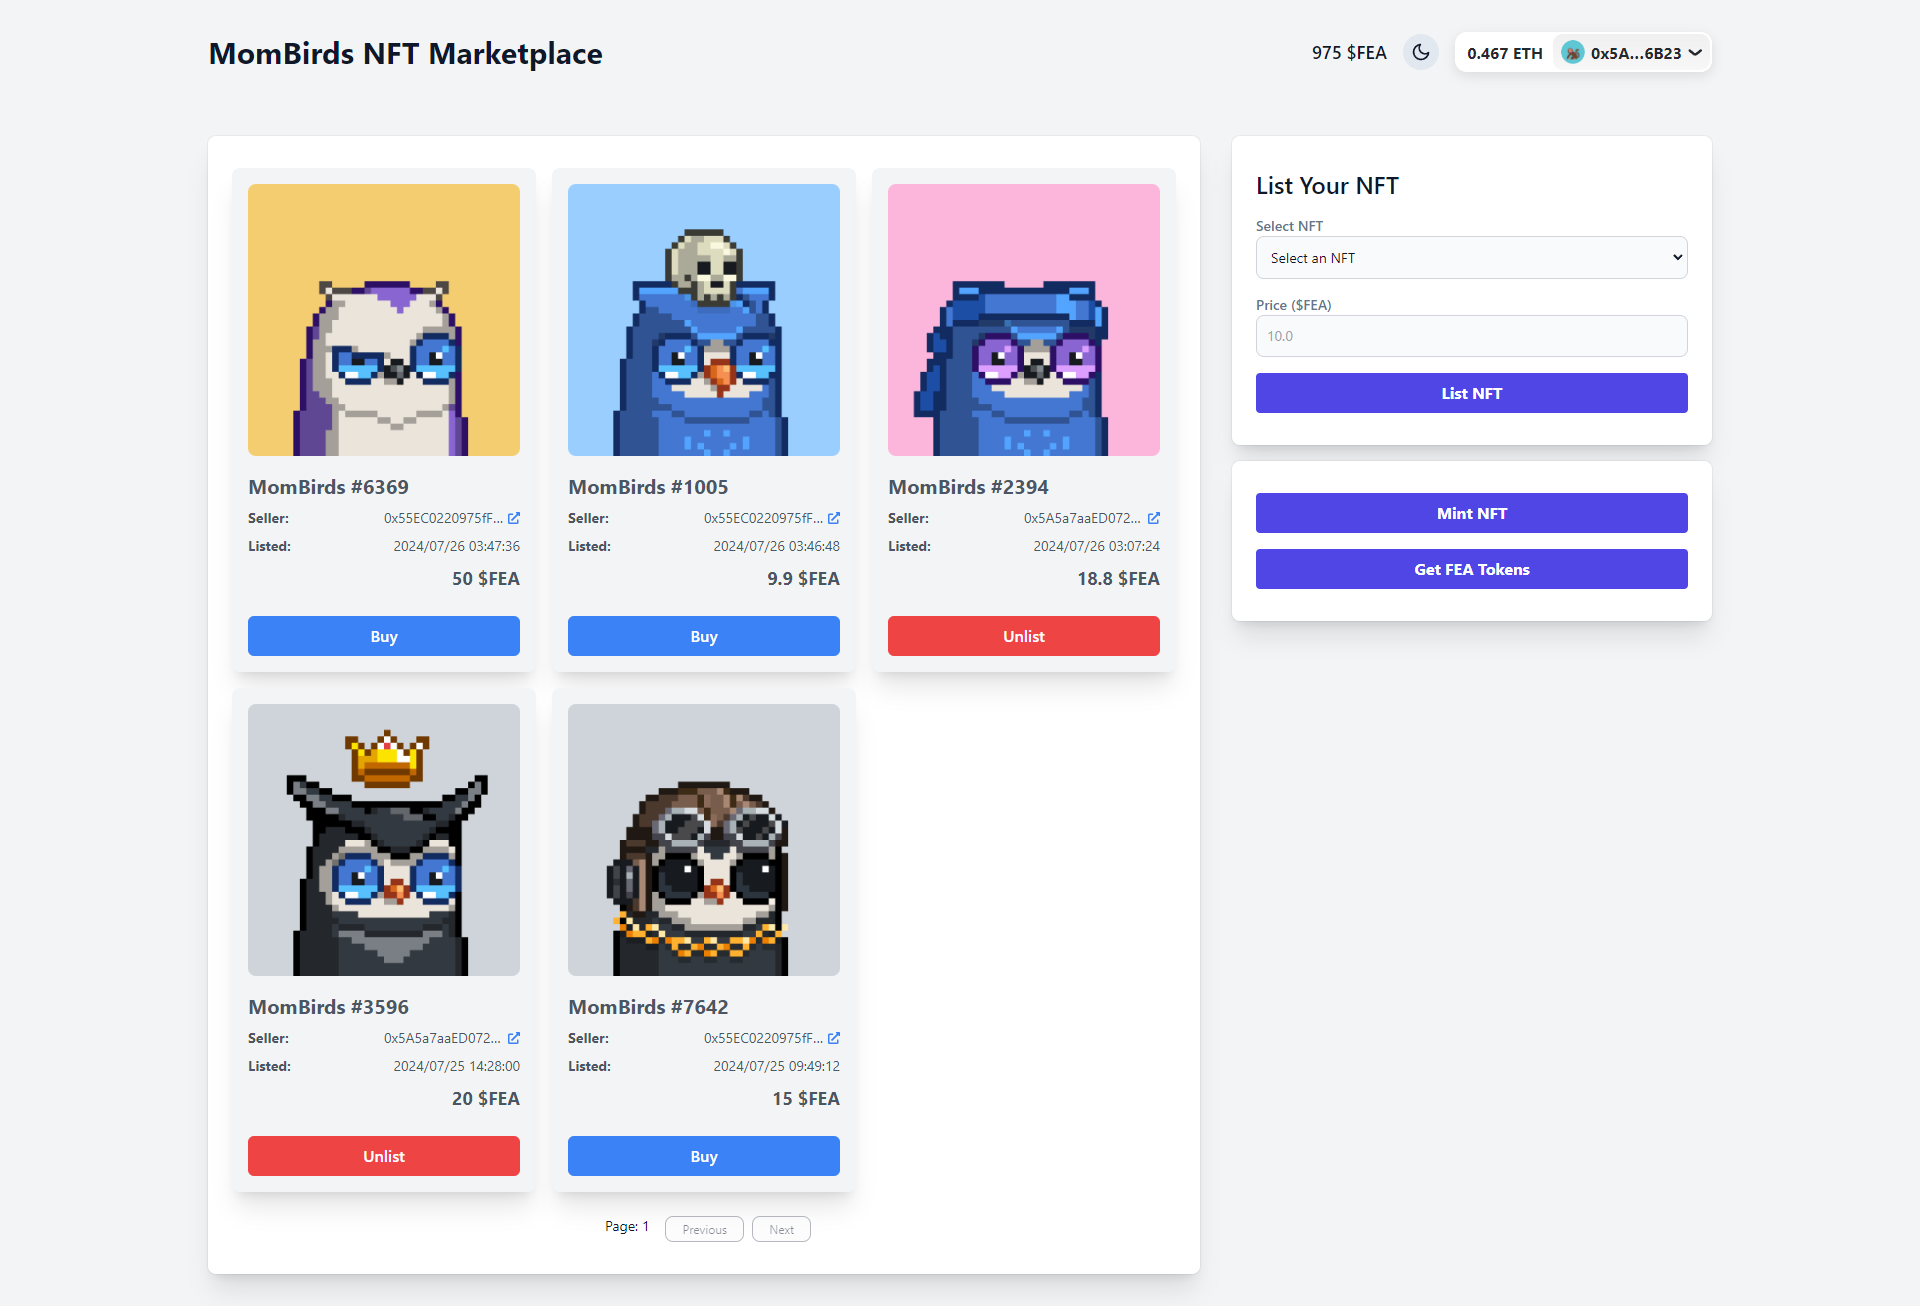 MomBirds NFT Marketplace
975 $FEA
0.467 ETH
0x5A...6B23
MomBirds #6369
Seller: 0x55EC0220975fF...
Listed: 2024/07/26 03:47:36
50 $FEA
Buy
MomBirds #1005
Seller: 0x55EC0220975fF...
Listed: 2024/07/26 03:46:48
9.9 $FEA
Buy
MomBirds #2394
Seller: 0x5A5a7aaED072...
Listed: 2024/07/26 03:07:24
18.8 $FEA
Unlist
MomBirds #3596
Seller: 0x5A5a7aaED072...
Listed: 2024/07/25 14:28:00
20 $FEA
Unlist
MomBirds #7642
Seller: 0x55EC0220975fF...
Listed: 2024/07/25 09:49:12
15 $FEA
Buy
Page: 1
Previous
Next
List Your NFT
Select NFT
Select an NFT
Price ($FEA)
10.0
List NFT
Mint NFT
Get FEA Tokens